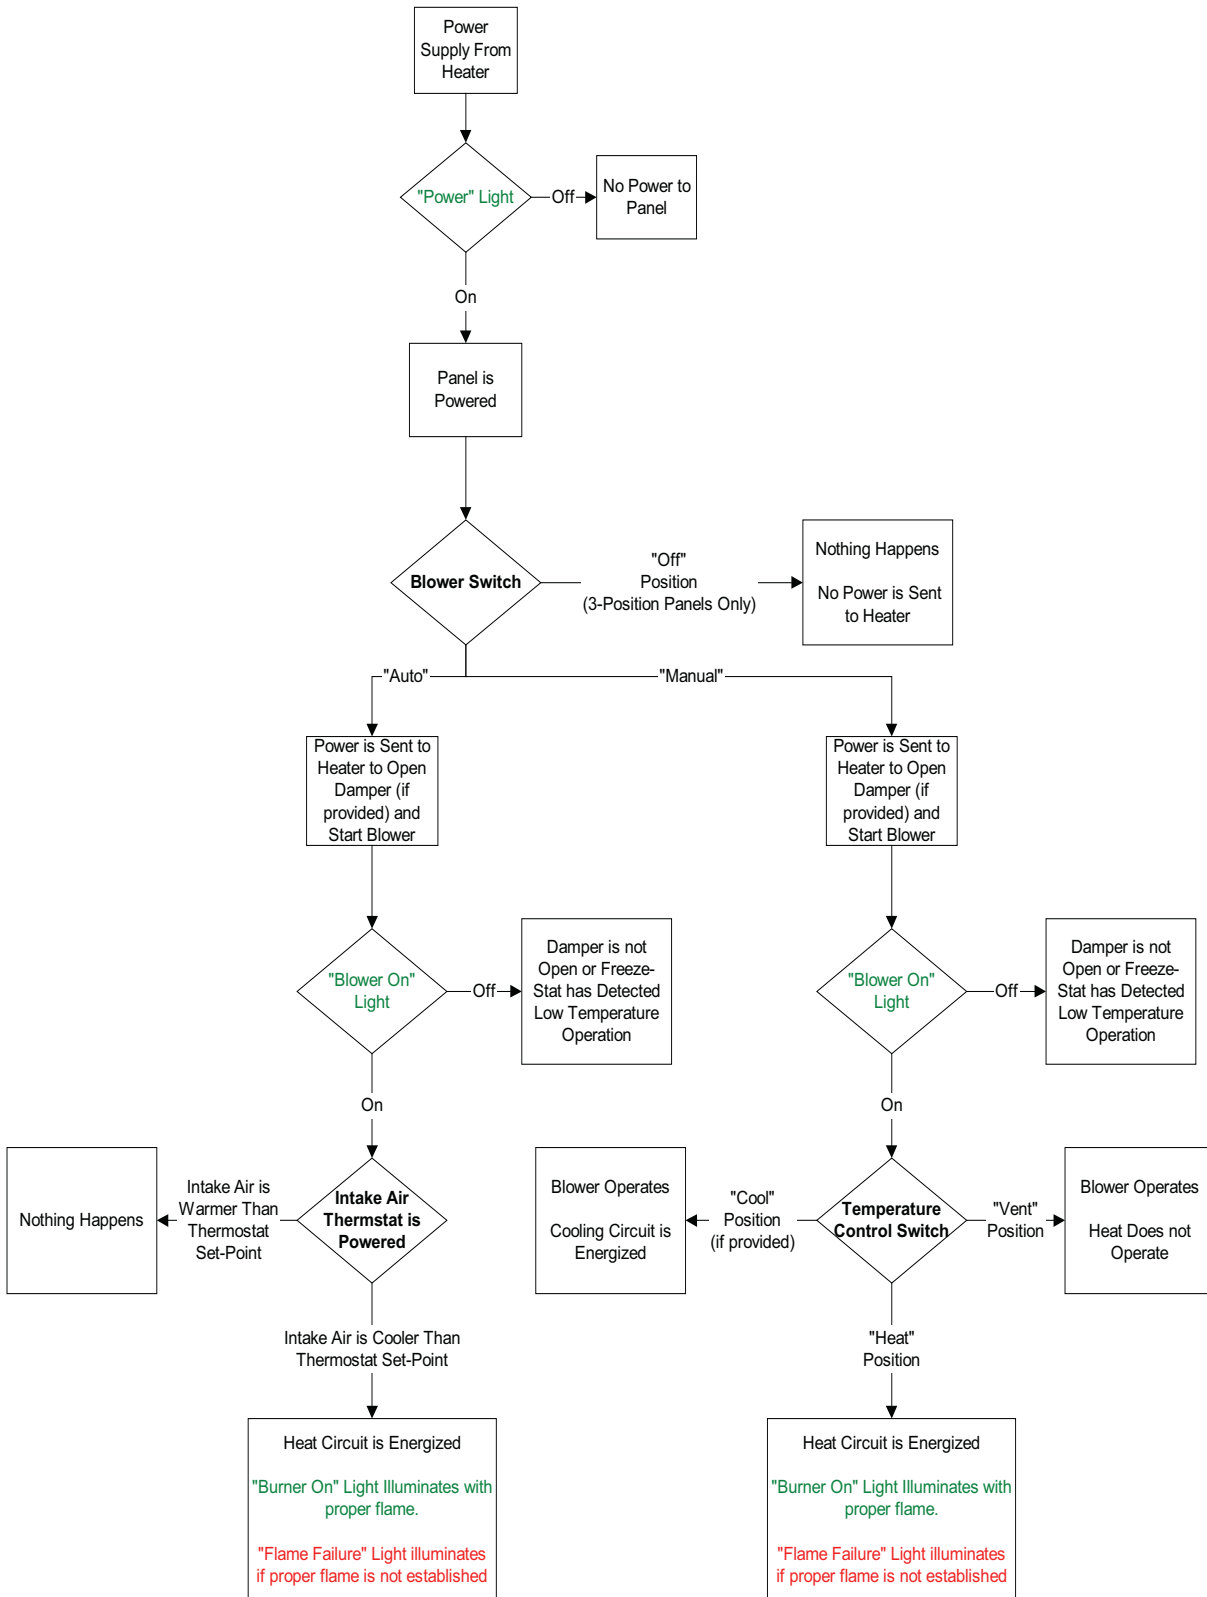 Power
Supply From
Heater
"Power" Light
Off
No Power to
Panel
On
Panel is
Powered
Blower Switch
"Off"
Position
(3-Position Panels Only)
Nothing Happens
No Power is Sent
to Heater
"Auto"
"Manual"
Power is Sent to
Heater to Open
Damper (if
provided) and
Start Blower
Power is Sent to
Heater to Open
Damper (if
provided) and
Start Blower
"Blower On"
Light
Off
Damper is not
Open or Freeze-
Stat has Detected
Low Temperature
Operation
"Blower On"
Light
Off
Damper is not
Open or Freeze-
Stat has Detected
Low Temperature
Operation
On
On
Nothing Happens
Intake Air is
Warmer Than
Thermostat
Set-Point
Intake Air
Thermstat is
Powered
Blower Operates
Cooling Circuit is
Energized
"Cool"
Position
(if provided)
Temperature
Control Switch
"Vent"
Position
Blower Operates
Heat Does not
Operate
Intake Air is Cooler Than
Thermostat Set-Point
"Heat"
Position
Heat Circuit is Energized
"Burner On" Light Illuminates with
proper flame.
"Flame Failure" Light illuminates
if proper flame is not established
Heat Circuit is Energized
"Burner On" Light Illuminates with
proper flame.
"Flame Failure" Light illuminates
if proper flame is not established